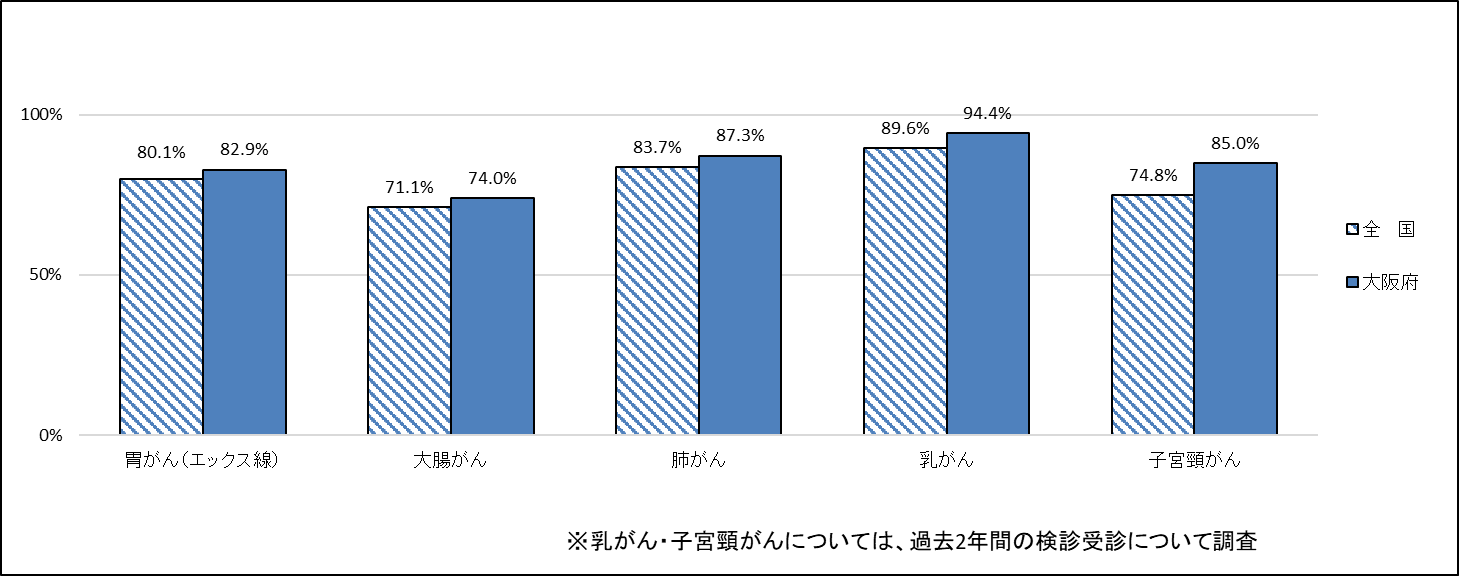 100%
50%
0%
80.1%
82.9%
71.1%
74.0%
83.7%
87.3%
89.6%
94.4%
74.8%
85.0%
胃がん(エックス線)
大腸がん
肺がん
乳がん
子宮頸がん
全　国
大阪府
※乳がん・子宮頸がんについては、過去2年間の検診受診について調査